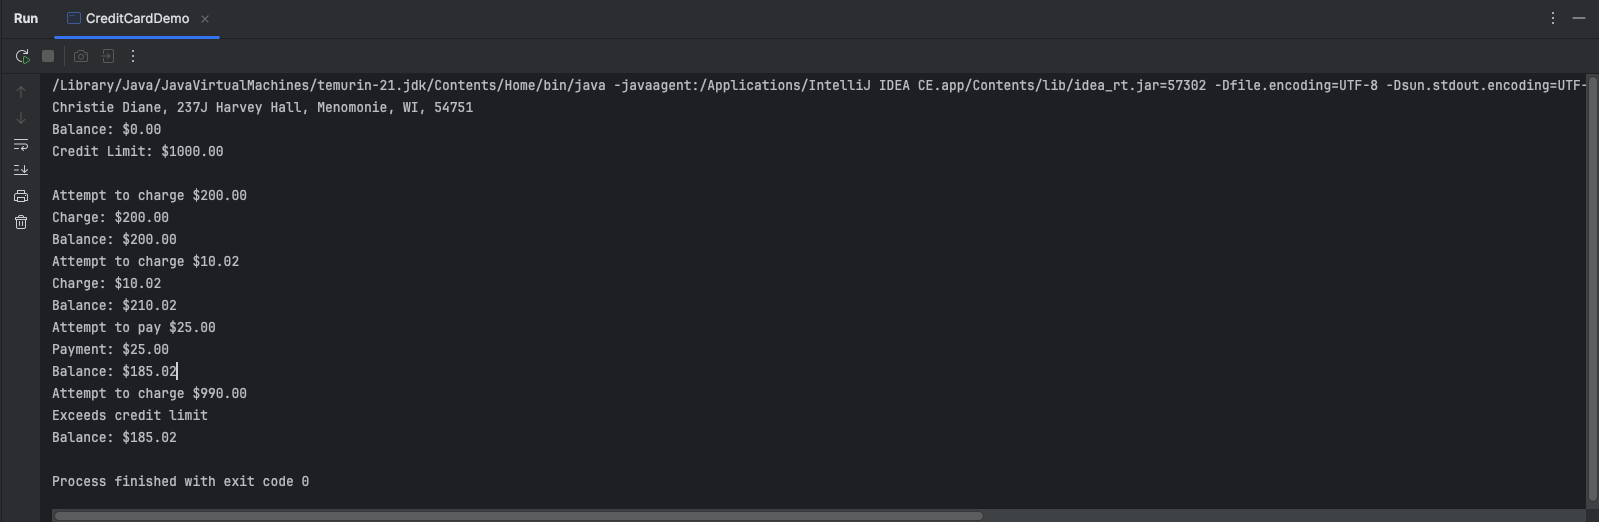 Run CreditCardDemo
/Library/Java/JavaVirtualMachines/temurin-21.jdk/Contents/Home/bin/java -javaagent:/Applications/IntelliJ IDEA CE.app/Contents/lib/idea_rt.jar=57302 -Dfile.encoding=UTF-8 -Dsun.stdout.encoding=UTF-
Christie Diane, 237J Harvey Hall, Menomonie, WI, 54751
Balance: $0.00
Credit Limit: $1000.00
Attempt to charge $200.00
Charge: $200.00
Balance: $200.00
Attempt to charge $10.02
Charge: $10.02
Balance: $210.02
Attempt to pay $25.00
Payment: $25.00
Balance: $185.02
Attempt to charge $990.00
Exceeds credit limit
Balance: $185.02
Process finished with exit code 0